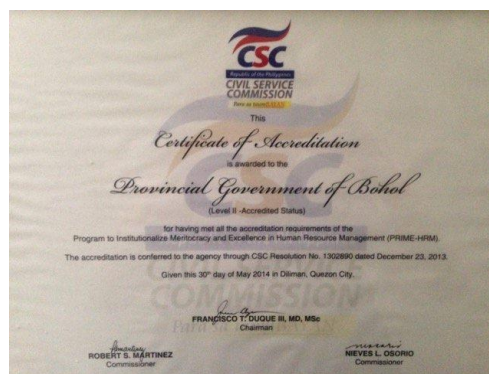 CSC
Republic of the Philippines
CIVIL SERVICE
COMMISSION
This
Certificate of Accreditation
is awarded to the
Provincial Government of Bohol
(Level II -Accredited Status)
for having met all the accreditation requirements of the
Program to Institutionalize Meritocracy and Excellence in Human Resource Management (PRIME-HRM).
The accreditation is conferred to the agency through CSC Resolution No. 1302890 dated December 23, 2013.
Given this 30th day of May 2014 in Diliman, Quezon City.
FRANCISCO T. DUQUE III, MD, MSc
Chairman
ROBERT S. MARTINEZ
Commissioner
NIEVES L. OSORIO
Commissioner